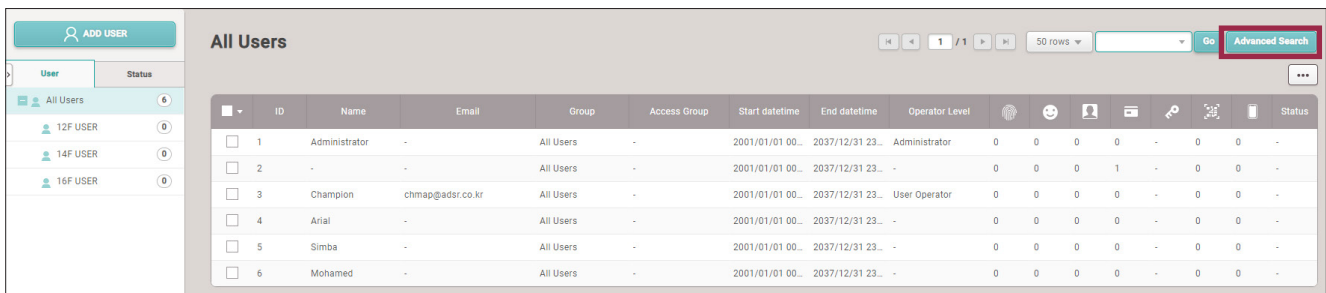 ADD USER
All Users
1 / 1
50 rows
Go
Advanced Search
User
Status
...
All Users 6
12F USER 0
14F USER 0
16F USER 0
ID Name Email Group Access Group Start datetime End datetime Operator Level Status
1 Administrator - All Users - 2001/01/01 00... 2037/12/31 23... Administrator 0 0 0 0 - 0 0 -
2 - - All Users - 2001/01/01 00... 2037/12/31 23... - 0 0 0 1 - 0 0 -
3 Champion chmap@adsr.co.kr All Users - 2001/01/01 00... 2037/12/31 23... User Operator 0 0 0 0 - 0 0 -
4 Arial - All Users - 2001/01/01 00... 2037/12/31 23... - 0 0 0 0 - 0 0 -
5 Simba - All Users - 2001/01/01 00... 2037/12/31 23... - 0 0 0 0 - 0 0 -
6 Mohamed - All Users - 2001/01/01 00... 2037/12/31 23... - 0 0 0 0 - 0 0 -